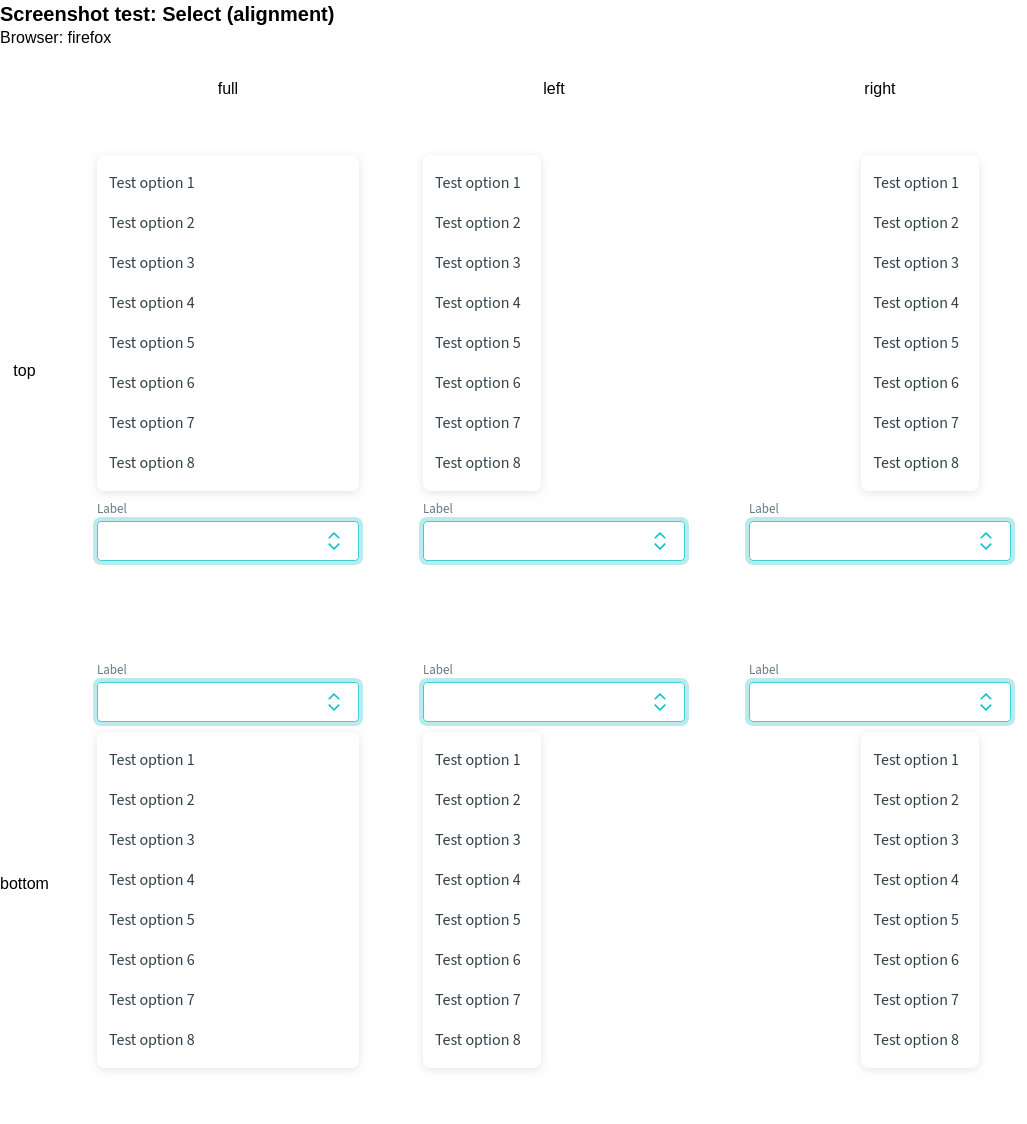 Screenshot test: Select (alignment)
Browser: firefox
full left right
Test option 1 Test option 1 Test option 1
Test option 2 Test option 2 Test option 2
Test option 3 Test option 3 Test option 3
Test option 4 Test option 4 Test option 4
Test option 5 Test option 5 Test option 5
top
Test option 6 Test option 6 Test option 6
Test option 7 Test option 7 Test option 7
Test option 8 Test option 8 Test option 8
Label Label Label
Label Label Label
Test option 1 Test option 1 Test option 1
Test option 2 Test option 2 Test option 2
Test option 3 Test option 3 Test option 3
Test option 4 Test option 4 Test option 4
bottom
Test option 5 Test option 5 Test option 5
Test option 6 Test option 6 Test option 6
Test option 7 Test option 7 Test option 7
Test option 8 Test option 8 Test option 8